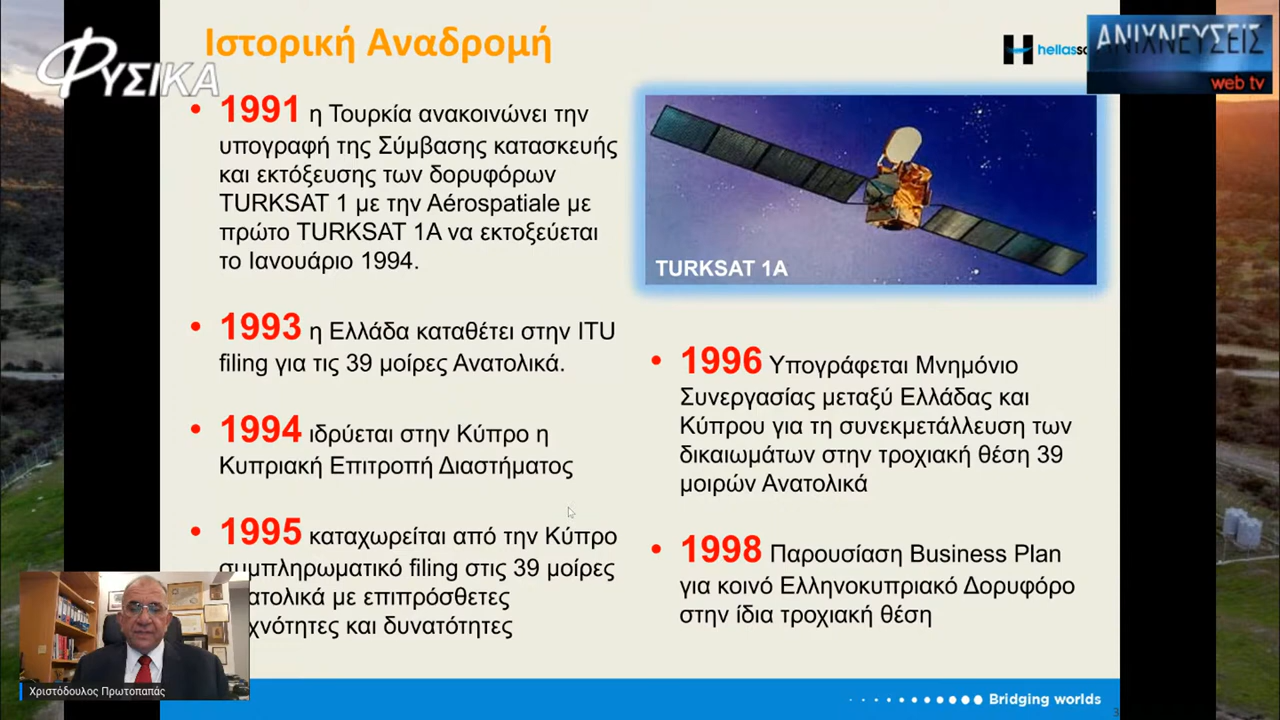 Ιστορική Αναδρομή
ΦΥΣΙΚΑ
hellas
ΑΝΙΧΝΕΥΣΕΙΣ
web tv
• 1991 η Τουρκία ανακοινώνει την
υπογραφή της Σύμβασης κατασκευής
και εκτόξευσης των δορυφόρων
TURKSAT 1 με την Aérospatiale με
πρώτο TURKSAT 1A να εκτοξεύεται
το Ιανουάριο 1994.
• 1993 η Ελλάδα καταθέτει στην ITU
filing για τις 39 μοίρες Ανατολικά.
• 1994 ιδρύεται στην Κύπρο η
Κυπριακή Επιτροπή Διαστήματος
• 1995 καταχωρείται από την Κύπρο
συμπληρωματικό filing στις 39 μοίρες
ατολικά με επιπρόσθετες
χνότητες και δυνατότητες
TURKSAT 1A
• 1996 Υπογράφεται Μνημόνιο
Συνεργασίας μεταξύ Ελλάδας και
Κύπρου για τη συνεκμετάλλευση των
δικαιωμάτων στην τροχιακή θέση 39
μοιρών Ανατολικά
• 1998 Παρουσίαση Business Plan
για κοινό Ελληνοκυπριακό Δορυφόρο
στην ίδια τροχιακή θέση
Χριστόδουλος Πρωτοπαπάς
Bridging worlds
3